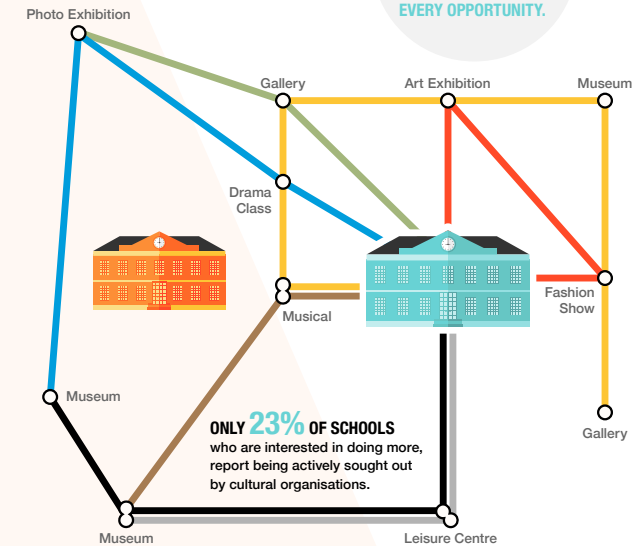 EVERY OPPORTUNITY.
Photo Exhibition
Gallery
Art Exhibition
Museum
Drama
Class
Musical
Fashion
Show
Museum
ONLY 23% OF SCHOOLS
who are interested in doing more,
report being actively sought out
by cultural organisations.
Gallery
Museum
Leisure Centre